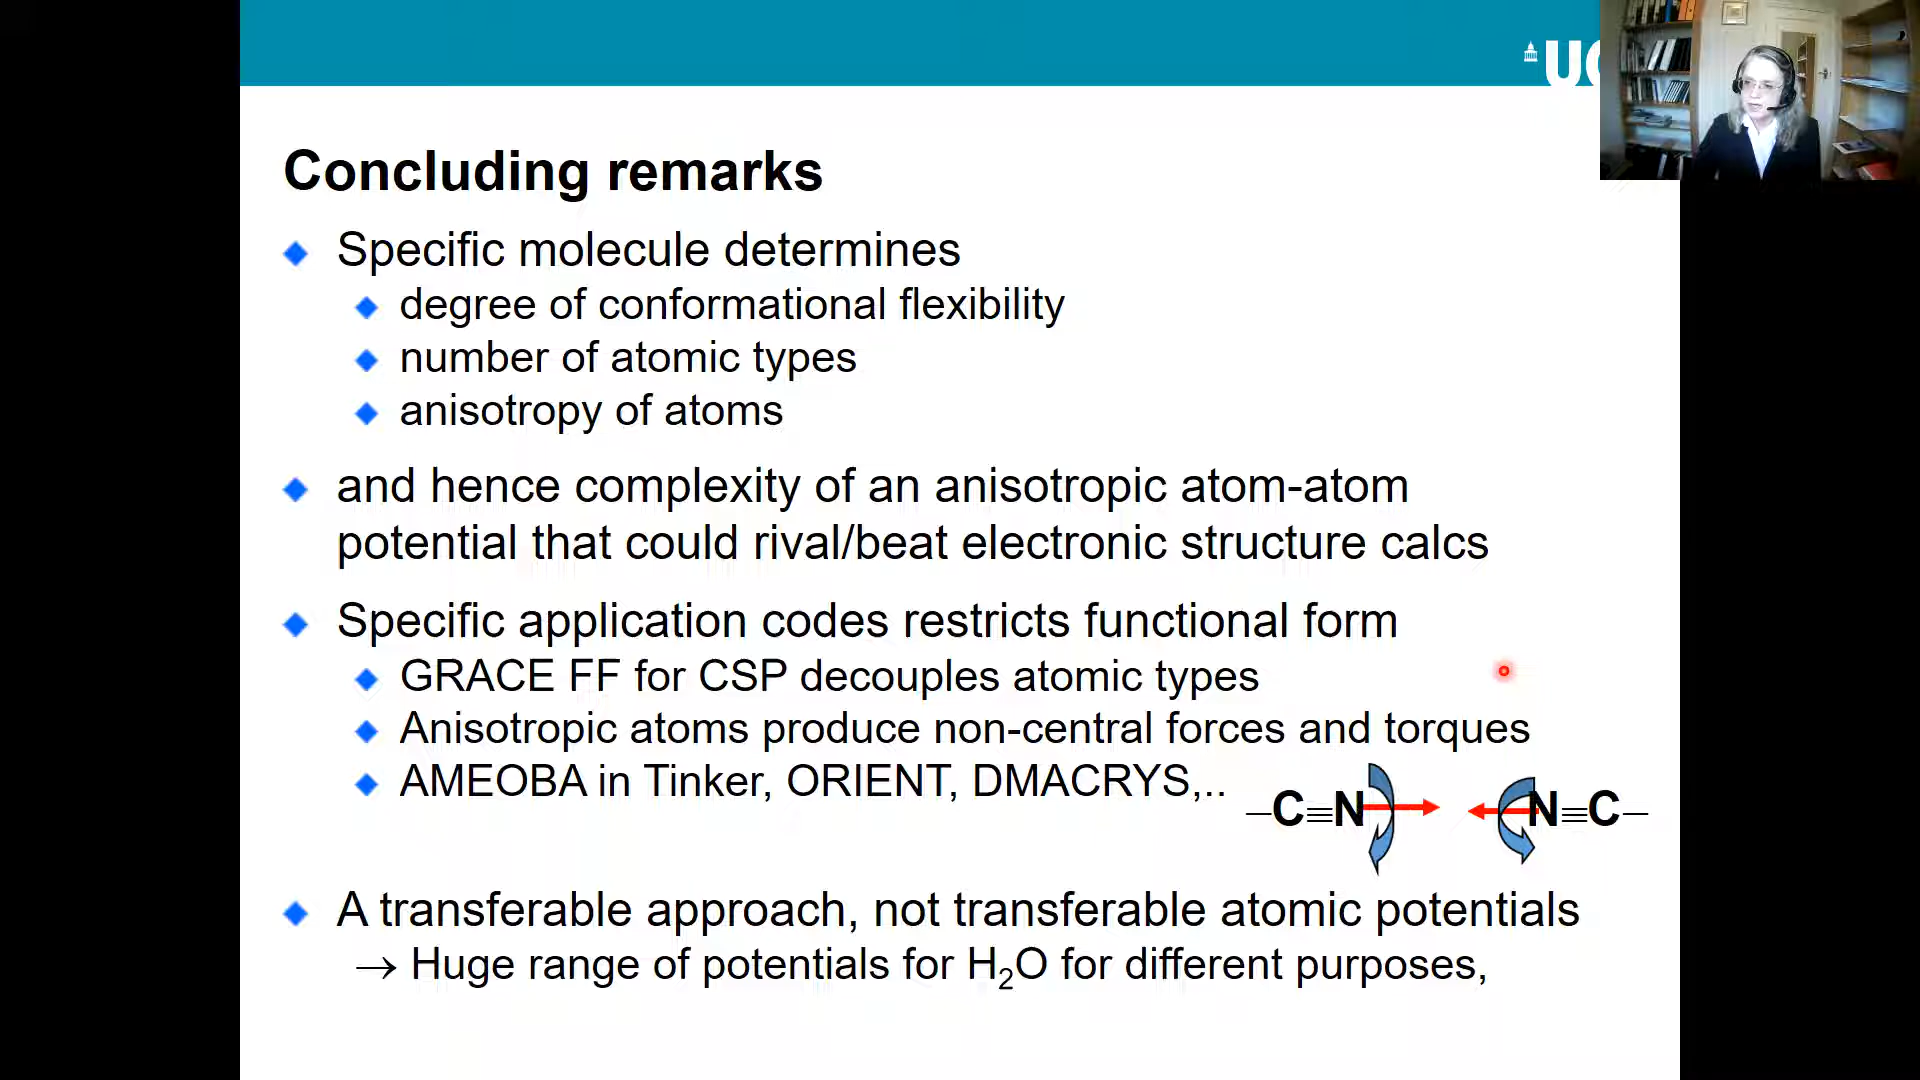 UC
Concluding remarks
Specific molecule determines
degree of conformational flexibility
number of atomic types
anisotropy of atoms
and hence complexity of an anisotropic atom-atom
potential that could rival/beat electronic structure calcs
Specific application codes restricts functional form
GRACE FF for CSP decouples atomic types
Anisotropic atoms produce non-central forces and torques
AMEOBA in Tinker, ORIENT, DMACRYS,..
–C≡N N≡C–
A transferable approach, not transferable atomic potentials
→ Huge range of potentials for H₂O for different purposes,